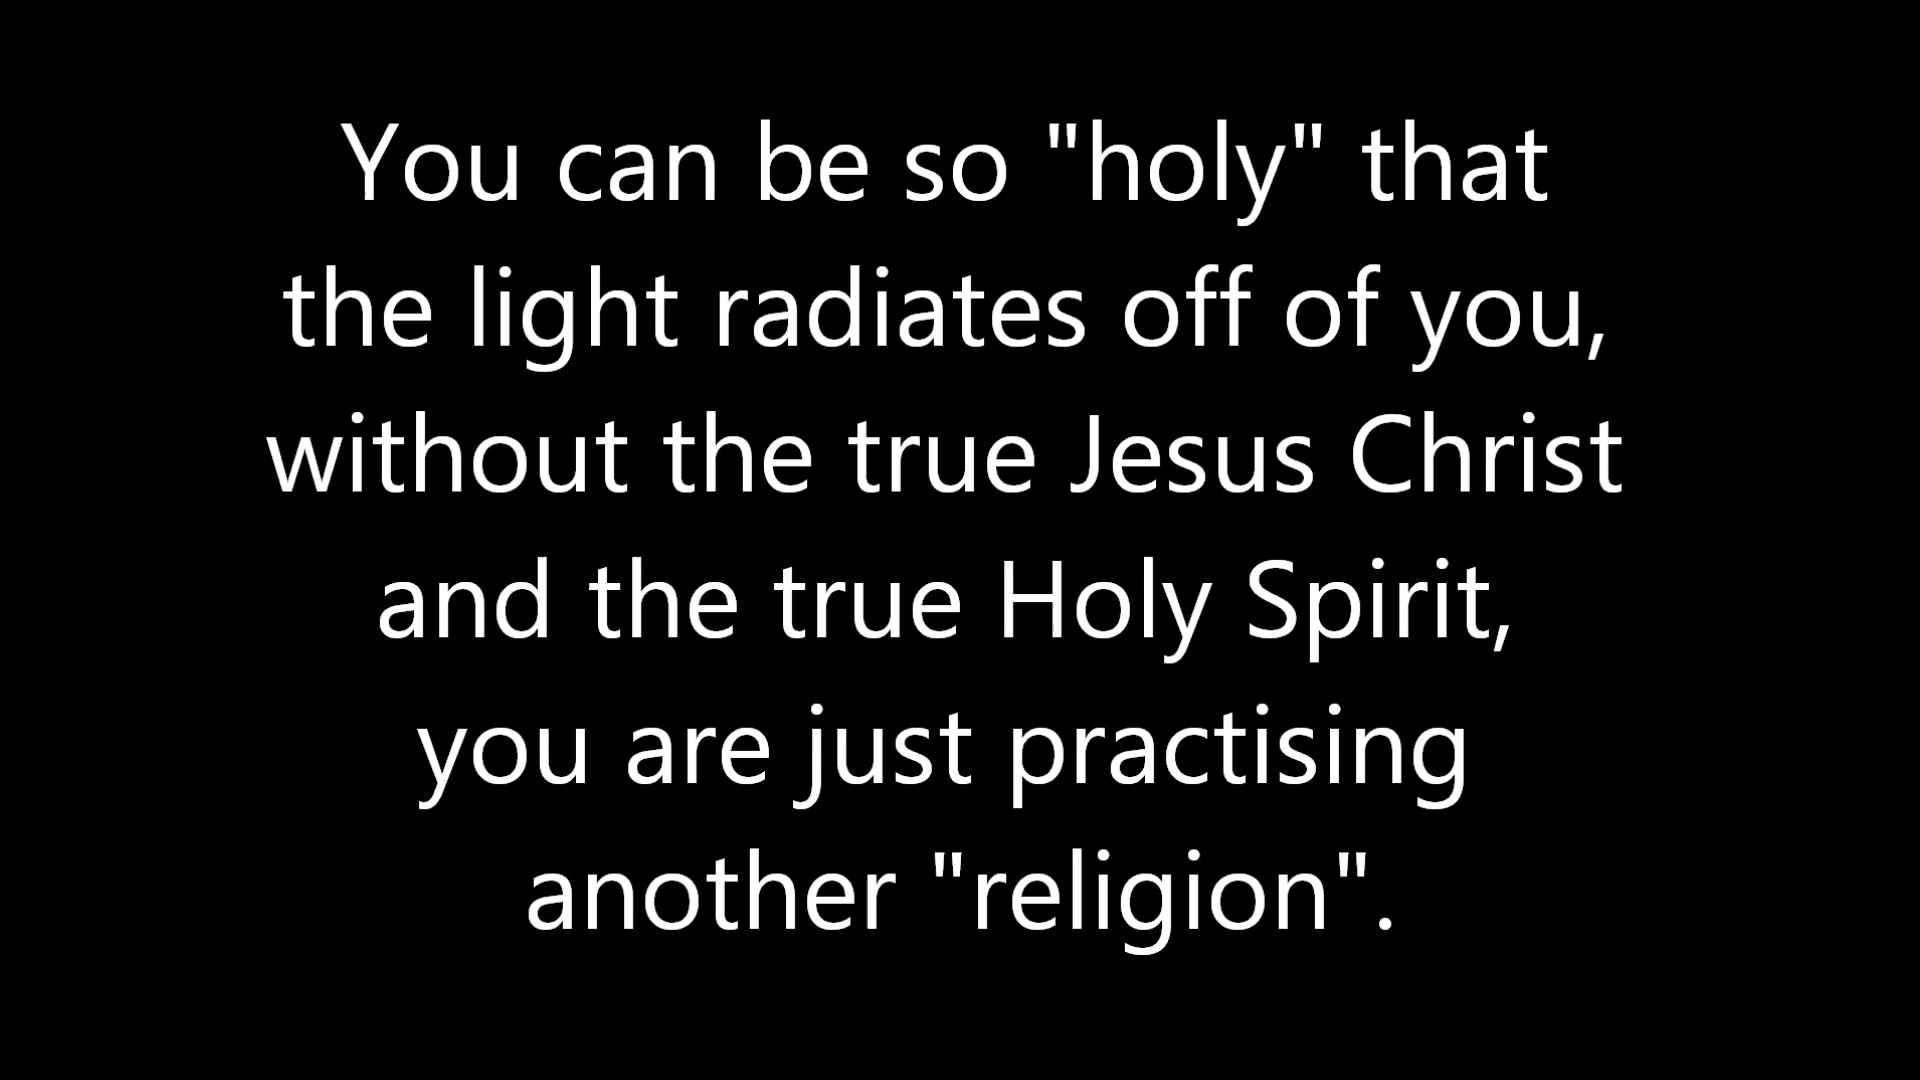 You can be so "holy" that
the light radiates off of you,
without the true Jesus Christ
and the true Holy Spirit,
you are just practising
another "religion".